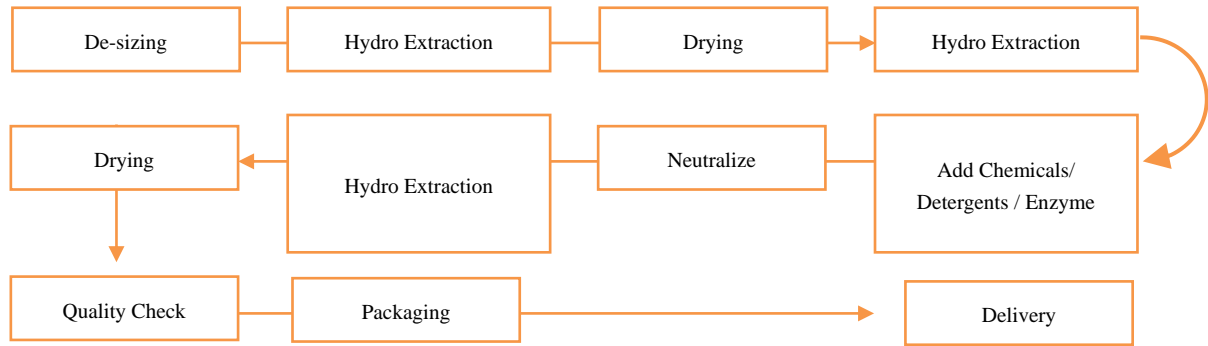 De-sizing
Hydro Extraction
Drying
Hydro Extraction
Add Chemicals/
Detergents / Enzyme
Neutralize
Hydro Extraction
Drying
Quality Check
Packaging
Delivery